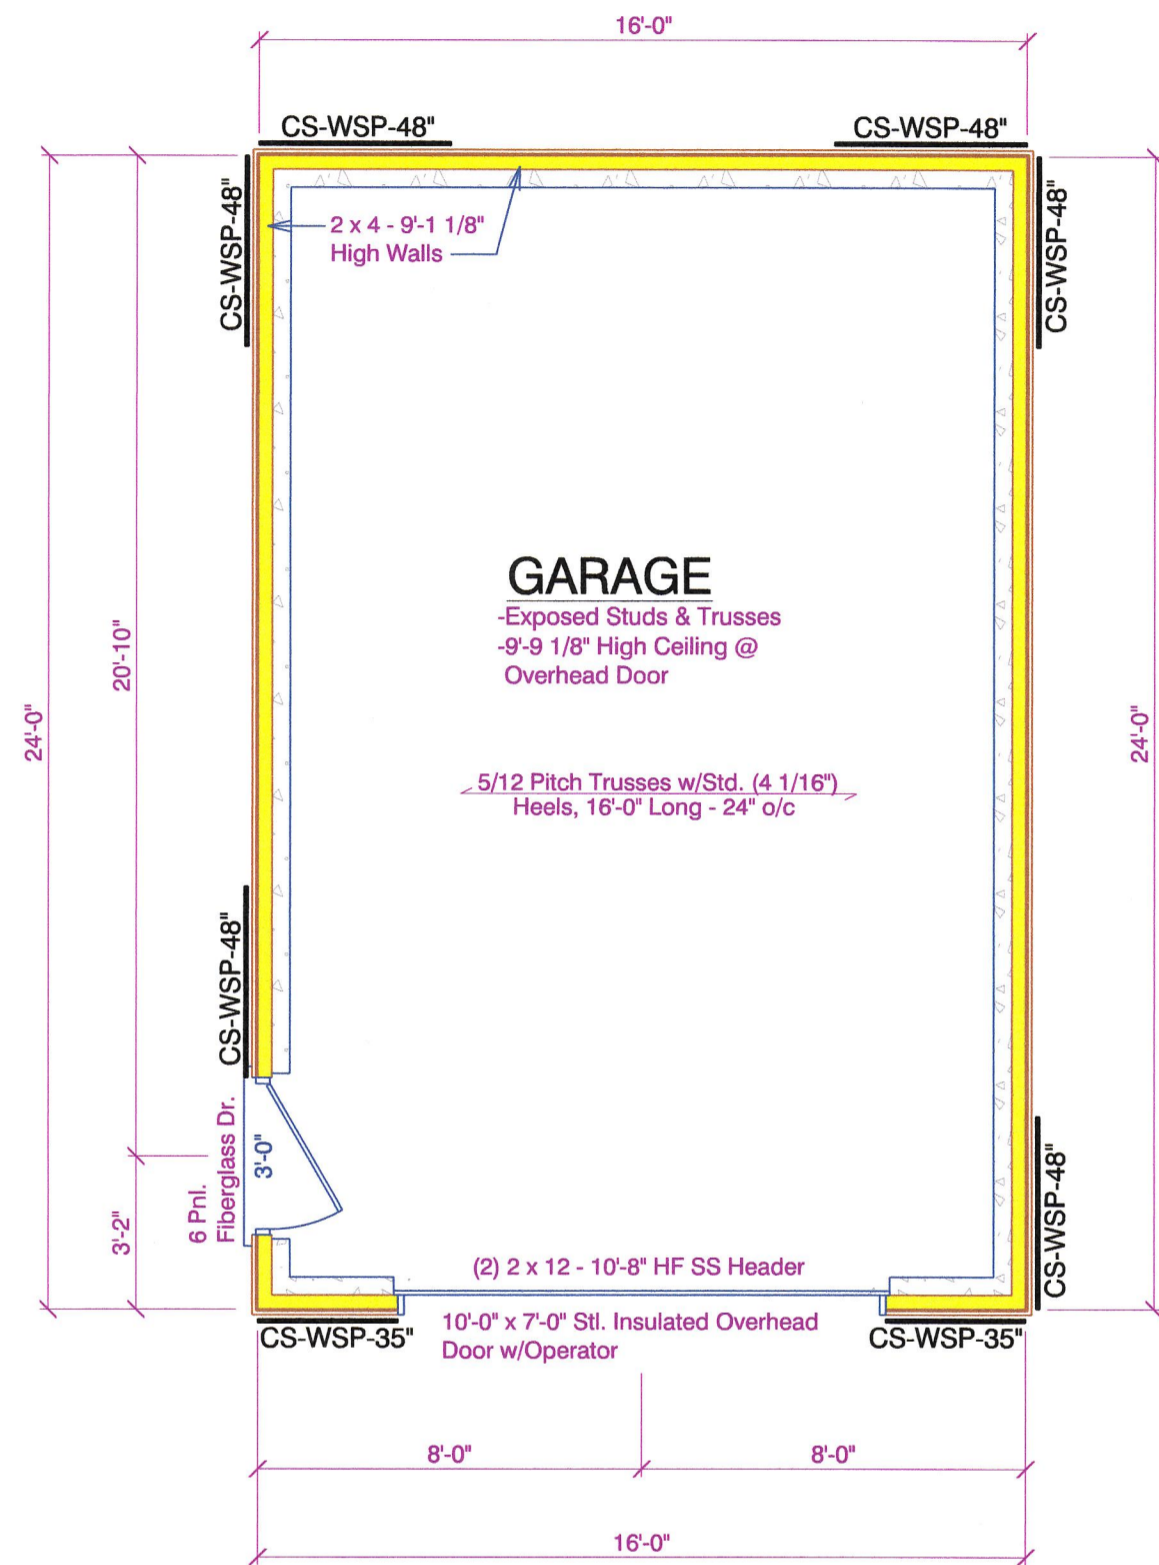 16'-0"
CS-WSP-48"
CS-WSP-48"
CS-WSP-48"
CS-WSP-48"
2 x 4 - 9'-1 1/8"
High Walls
GARAGE
-Exposed Studs & Trusses
-9'-9 1/8" High Ceiling @
Overhead Door
20'-10"
24'-0"
24'-0"
5/12 Pitch Trusses w/Std. (4 1/16")
Heels, 16'-0" Long - 24" o/c
CS-WSP-48"
6 Pnl.
Fiberglass Dr.
3'-0"
3'-2"
CS-WSP-48"
(2) 2 x 12 - 10'-8" HF SS Header
CS-WSP-35"
10'-0" x 7'-0" Stl. Insulated Overhead
Door w/Operator
CS-WSP-35"
8'-0"
8'-0"
16'-0"